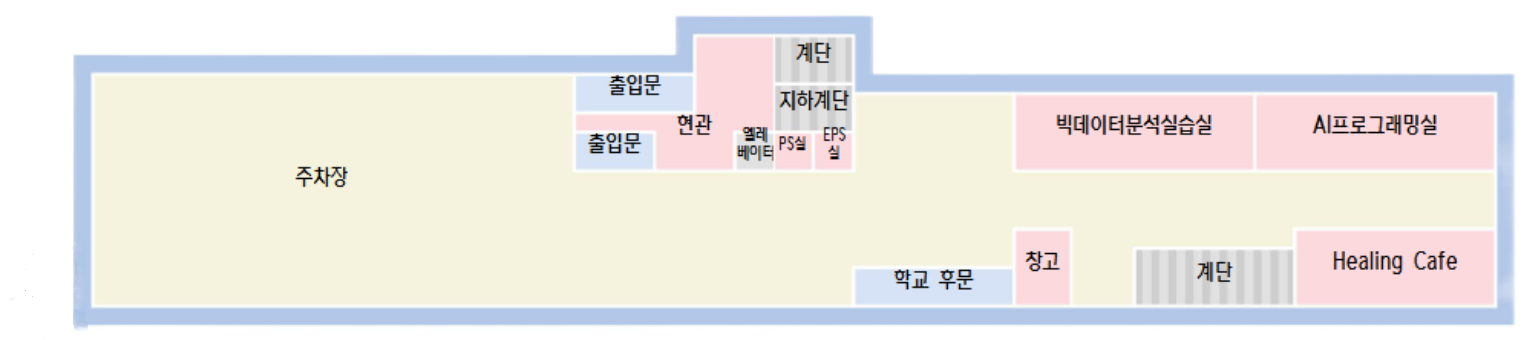 계단
출입문
지하계단
현관
엘레
베이터
PS실
EPS
실
출입문
빅데이터분석실습실
AI프로그래밍실
주차장
창고
Healing Cafe
학교 후문
계단